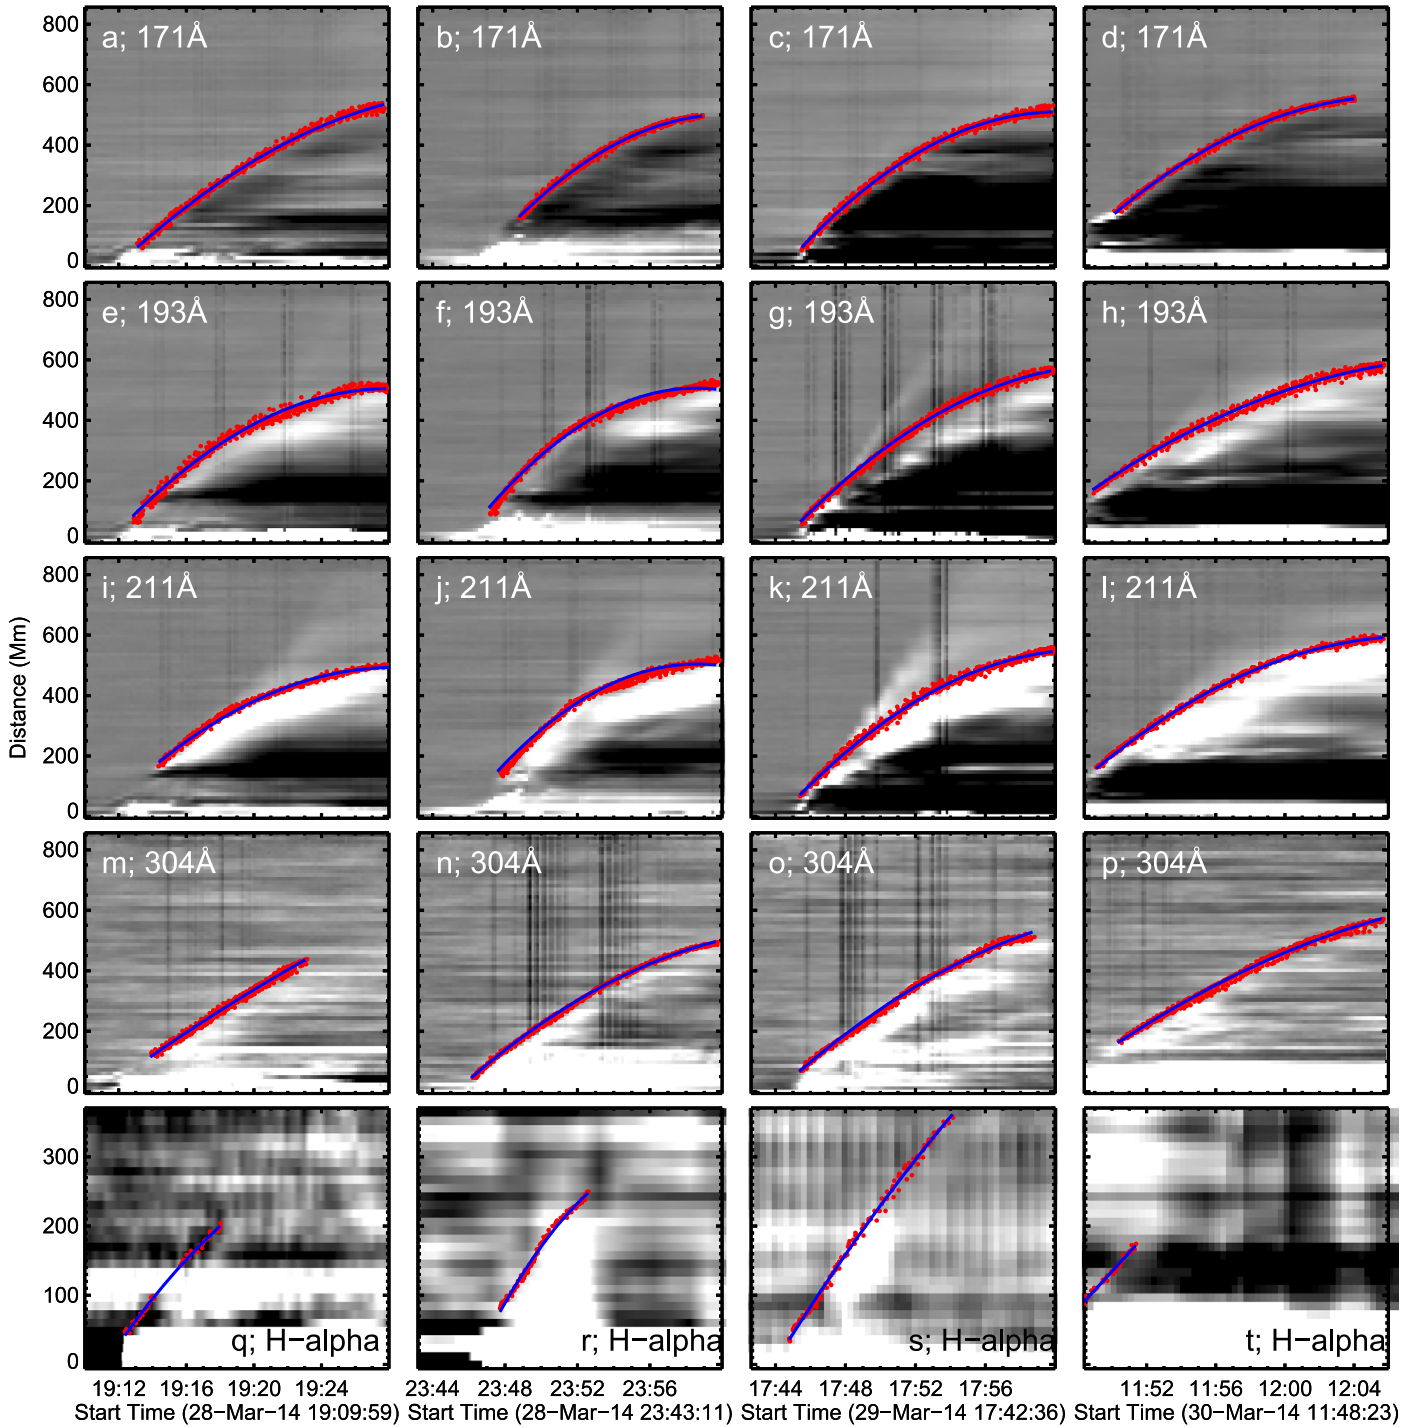 a; 171Å
b; 171Å
c; 171Å
d; 171Å
800
600
400
200
0
e; 193Å
f; 193Å
g; 193Å
h; 193Å
800
600
400
200
0
i; 211Å
j; 211Å
k; 211Å
l; 211Å
800
600
400
200
0
Distance (Mm)
m; 304Å
n; 304Å
o; 304Å
p; 304Å
800
600
400
200
0
300
200
100
0
q; H−alpha
r; H−alpha
s; H−alpha
t; H−alpha
19:12 19:16 19:20 19:24
23:44 23:48 23:52 23:56
17:44 17:48 17:52 17:56
11:52 11:56 12:00 12:04
Start Time (28−Mar−14 19:09:59)
Start Time (28−Mar−14 23:43:11)
Start Time (29−Mar−14 17:42:36)
Start Time (30−Mar−14 11:48:23)